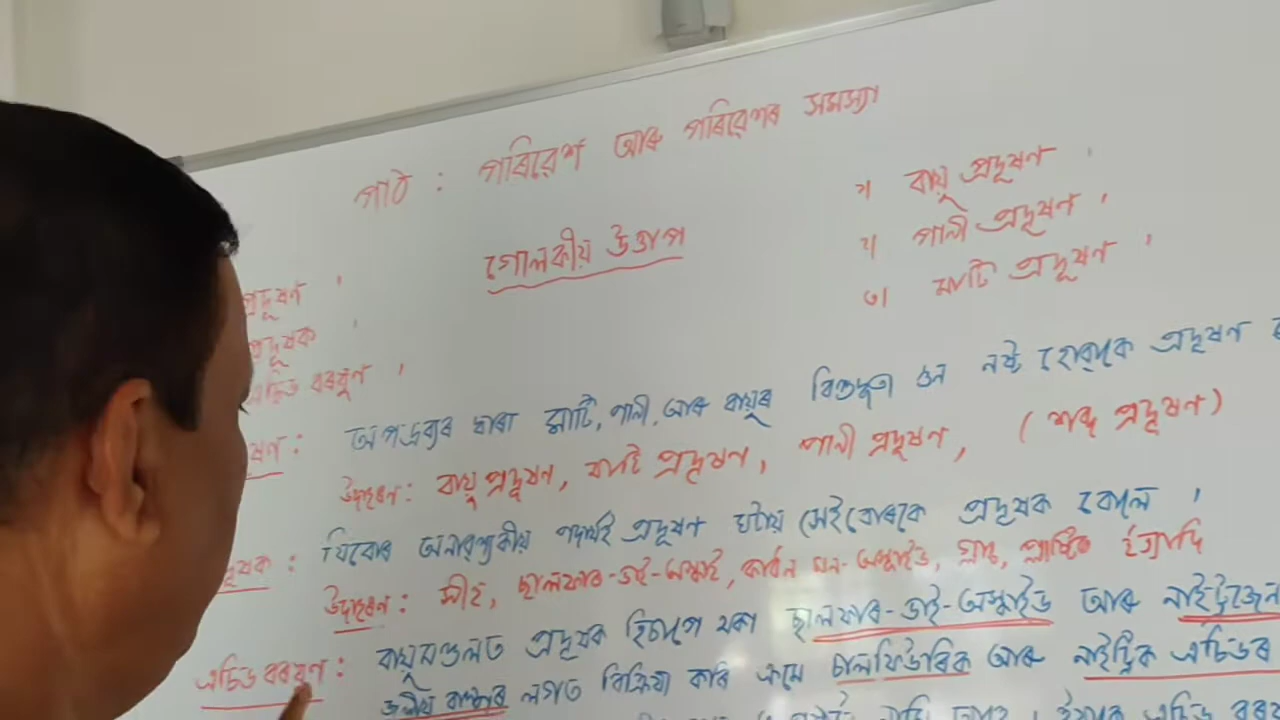 পাঠ : পৰিৱেশ আৰু পৰিৱেশৰ সমস্যা
গোলকীয় উত্তাপ
১। বায়ু প্ৰদূষণ ।
২। পানী প্ৰদূষণ ।
৩। মাটি প্ৰদূষণ ।
প্ৰদূষণ ।
প্ৰদূষক ।
এচিড বৰষুণ ।
ষণ : অপদ্ৰব্যৰ দ্বাৰা মাটি, পানী, আৰু বায়ুৰ বিশুদ্ধতা গুন নষ্ট হোৱাকে প্ৰদূষণ
উদাহৰণ : বায়ু প্ৰদূষণ, মাটি প্ৰদূষণ, পানী প্ৰদূষণ, (শব্দ প্ৰদূষণ)
দূষক : যিবোৰ অনাৱশ্যকীয় পদাৰ্থই প্ৰদূষণ ঘটায় সেইবোৰকে প্ৰদূষক বোলে ।
উদাহৰণ : সীহ, ছালফাৰ-ডাই-অক্সাইড, কাৰ্বন মন-অক্সাইড, প্লাষ্টিক ইত্যাদি
এচিড বৰষুণ : বায়ুমণ্ডলত প্ৰদূষক হিচাপে থকা ছালফাৰ-ডাই-অক্সাইড আৰু নাইট্ৰজেন
জলীয় বাষ্পৰ লগত বিক্ৰিয়া কৰি ক্ৰমে চালফিউৰিক আৰু নাইট্ৰিক এচিডৰ